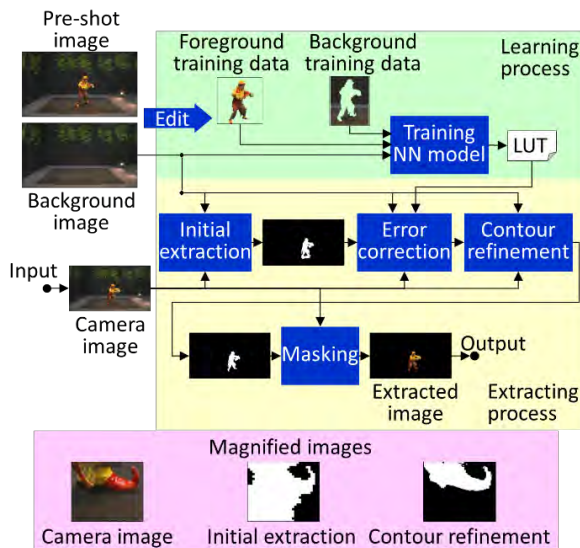 Pre-shot
image
Foreground
training data
Background
training data
Learning
process
Edit
Training
NN model
LUT
Background
image
Initial
extraction
Error
correction
Contour
refinement
Input
Camera
image
Masking
Output
Extracted
image
Extracting
process
Magnified images
Camera image
Initial extraction
Contour refinement